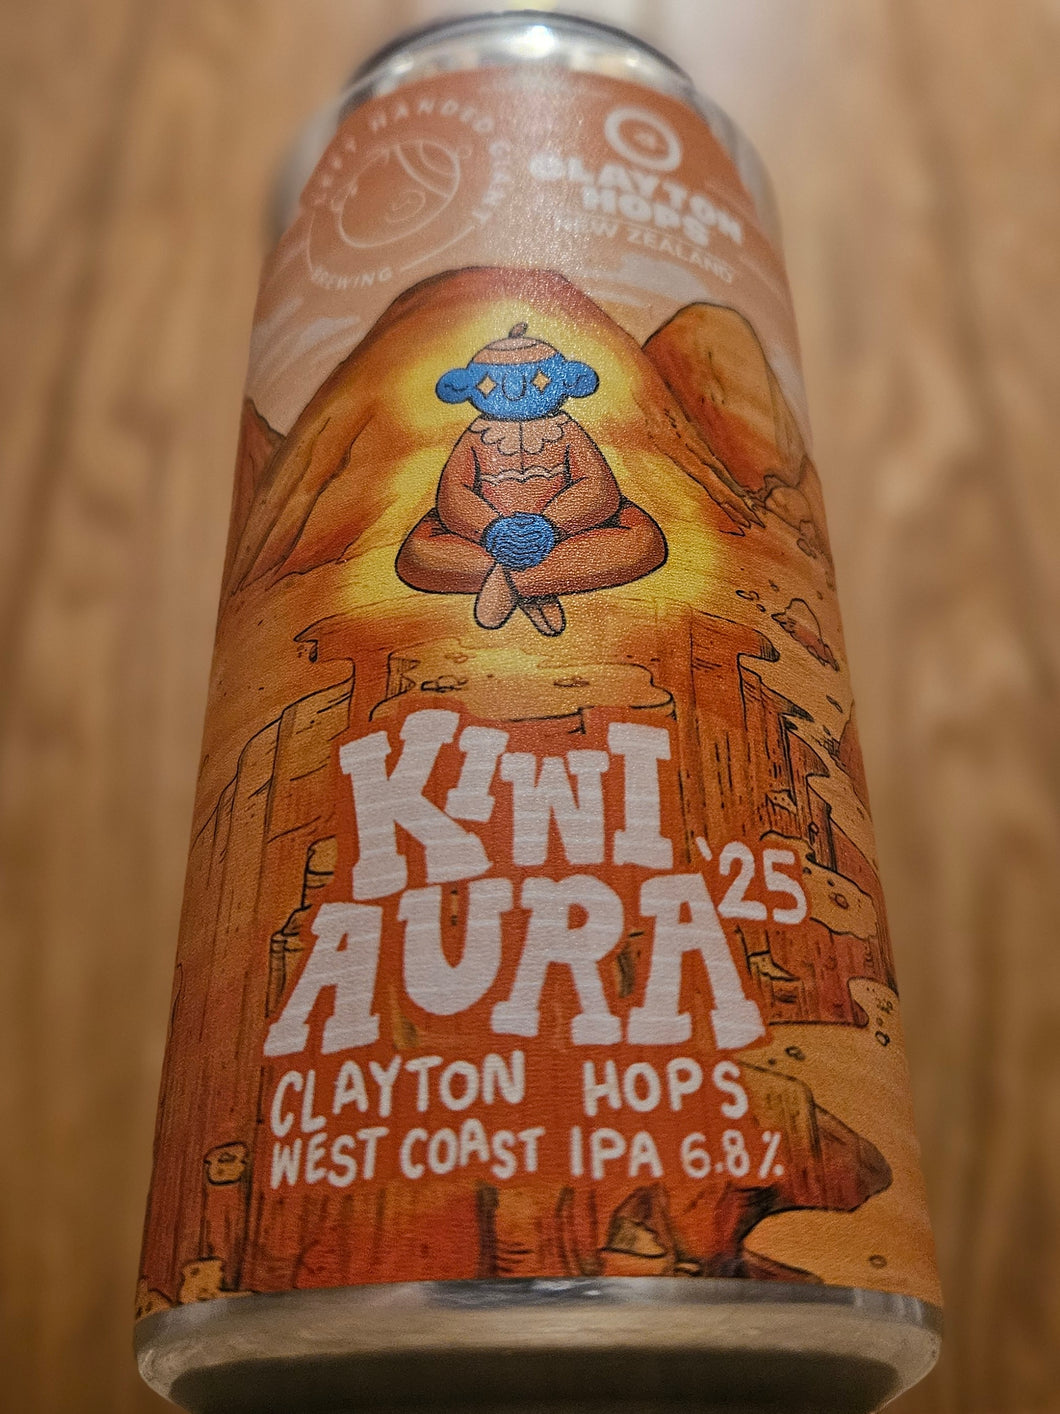 LEFT HANDED GIANT
BREWING
CLAYTON
HOPS
NEW ZEALAND
KIWI
AURA '25
CLAYTON HOPS
WEST COAST IPA 6.8%